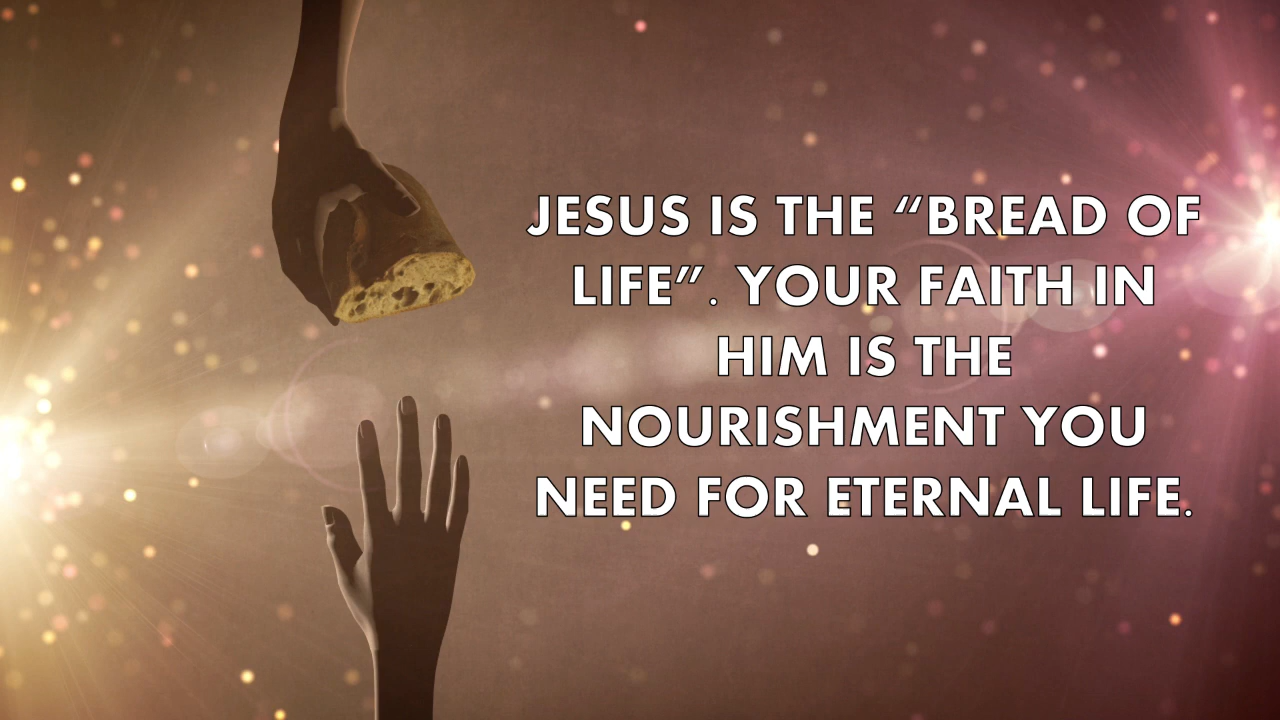 JESUS IS THE “BREAD OF
LIFE”. YOUR FAITH IN
HIM IS THE
NOURISHMENT YOU
NEED FOR ETERNAL LIFE.